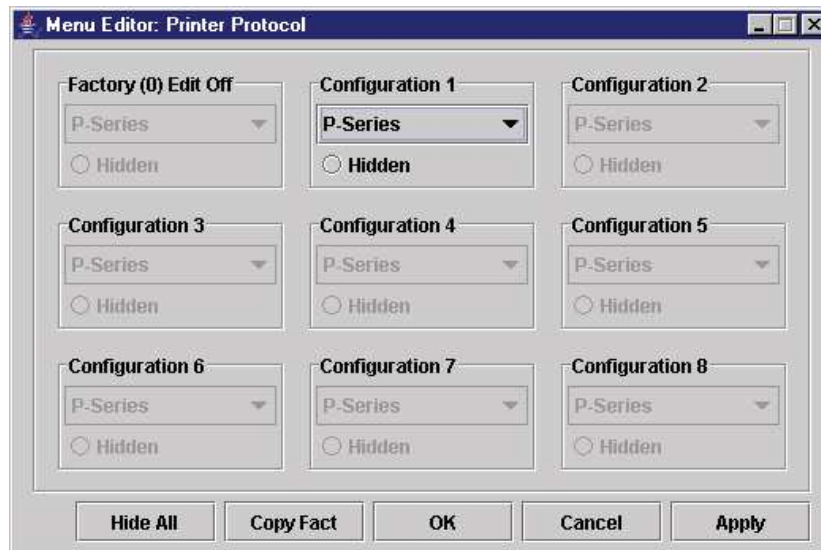 Menu Editor: Printer Protocol
Factory (0) Edit Off Configuration 1 Configuration 2
P-Series P-Series P-Series
Hidden Hidden Hidden
Configuration 3 Configuration 4 Configuration 5
P-Series P-Series P-Series
Hidden Hidden Hidden
Configuration 6 Configuration 7 Configuration 8
P-Series P-Series P-Series
Hidden Hidden Hidden
Hide All Copy Fact OK Cancel Apply